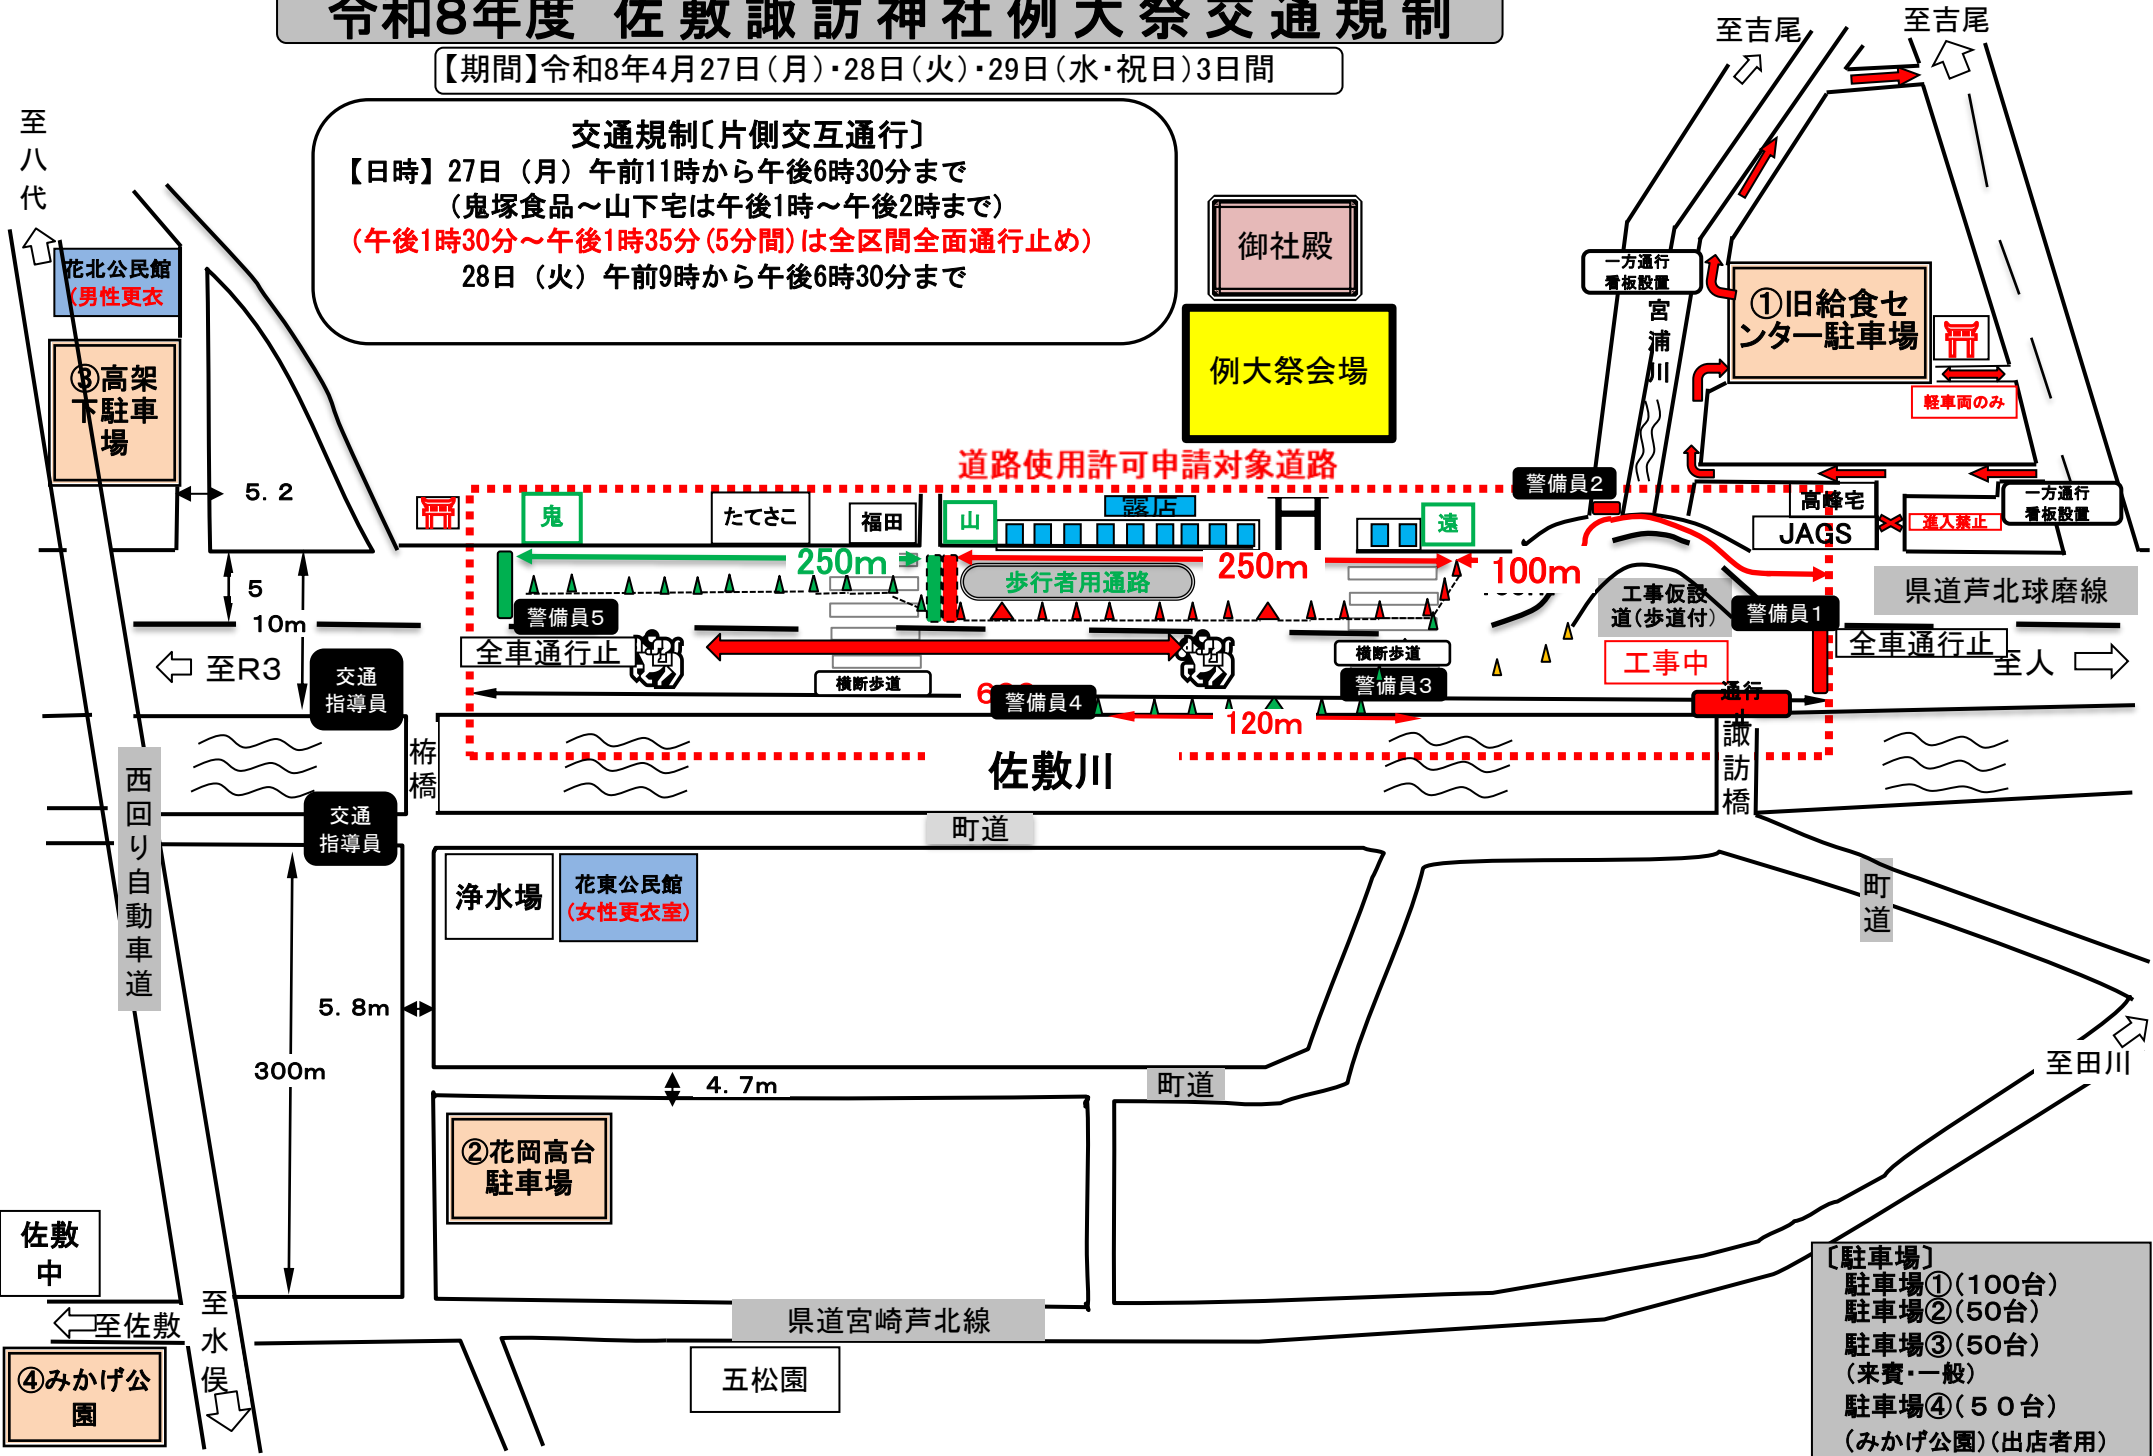 令和8年度 佐敷諏訪神社例大祭交通規制
【期間】令和8年4月27日(月)・28日(火)・29日(水・祝日)3日間
交通規制〔片側交互通行〕
【日時】27日（月）午前11時から午後6時30分まで
（鬼塚食品～山下宅は午後1時～午後2時まで）
（午後1時30分～午後1時35分(5分間)は全区間全面通行止め）
28日（火）午前9時から午後6時30分まで
至吉尾
至吉尾
至八代
花北公民館
(男性更衣
③高架
下駐車
場
御社殿
例大祭会場
一方通行
看板設置
宮浦川
①旧給食セ
ンター駐車場
軽車両のみ
道路使用許可申請対象道路
5.2
鬼
たてさこ
福田
山
露店
遠
警備員2
高峰宅
JAGS
進入禁止
一方通行
看板設置
250m
250m
100m
歩行者用通路
5
10m
警備員5
工事仮設
道(歩道付)
警備員1
県道芦北球磨線
全車通行止
横断歩道
横断歩道
工事中
全車通行止
至人
至R3
交通
指導員
警備員4
警備員3
120m
通行
佐敷川
栫橋
諏訪橋
西回り自動車道
交通
指導員
町道
町道
浄水場
花東公民館
(女性更衣室)
5.8m
300m
4.7m
町道
至田川
②花岡高台
駐車場
佐敷
中
至佐敷
至水俣
県道宮崎芦北線
五松園
④みかげ公
園
〔駐車場〕
駐車場①(100台)
駐車場②(50台)
駐車場③(50台)
(来賓・一般)
駐車場④(50台)
(みかげ公園)(出店者用)